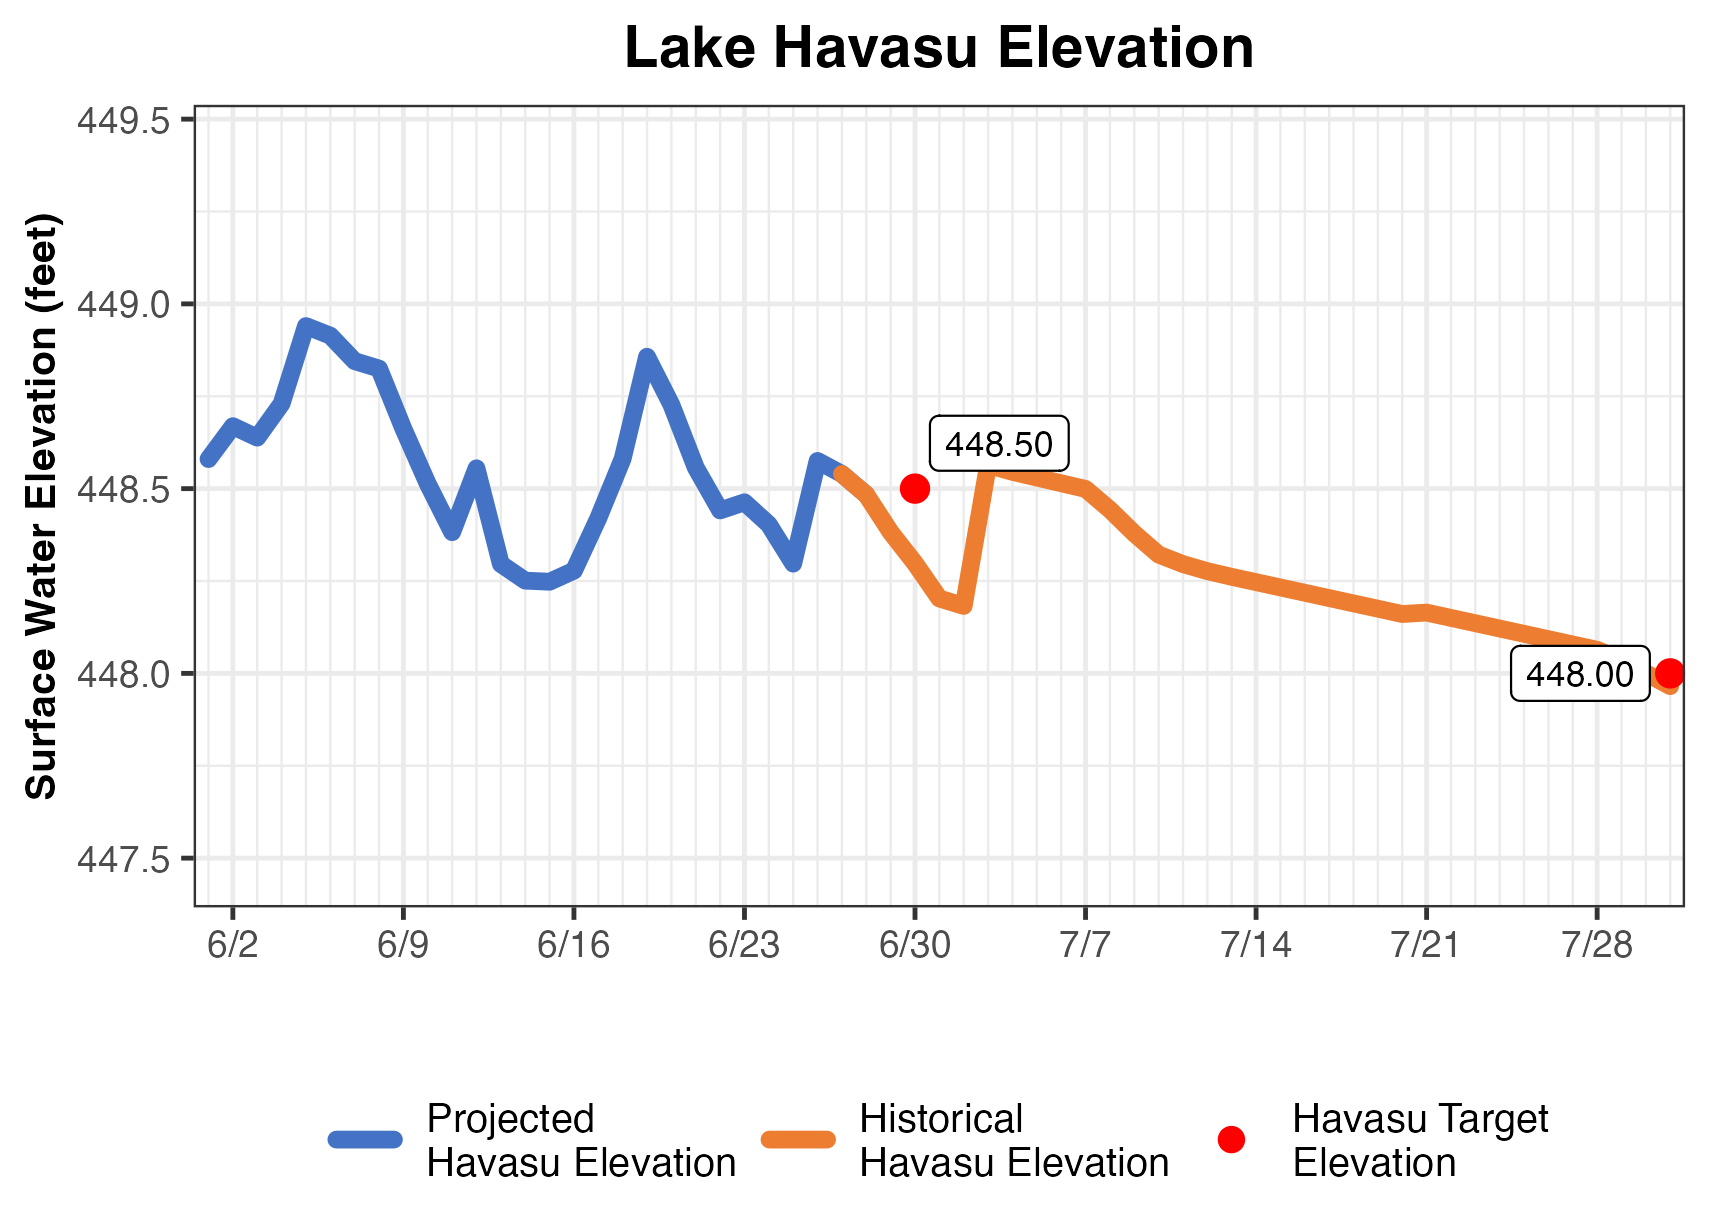 Lake Havasu Elevation
Surface Water Elevation (feet)
449.5
449.0
448.5
448.0
447.5
448.50
448.00
6/2
6/9
6/16
6/23
6/30
7/7
7/14
7/21
7/28
Projected
Havasu Elevation
Historical
Havasu Elevation
Havasu Target
Elevation